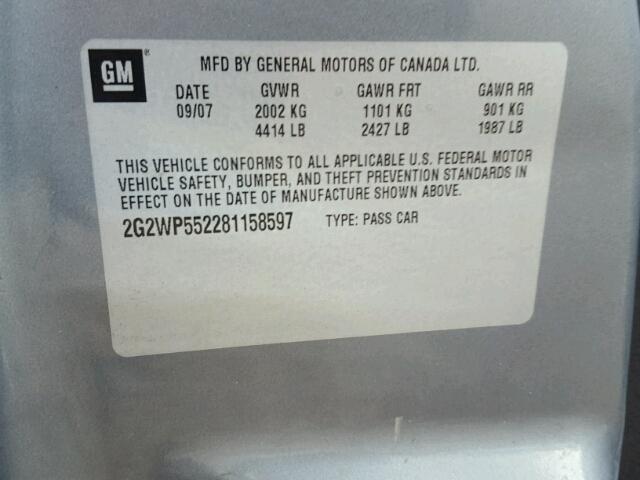 GM ®
MFD BY GENERAL MOTORS OF CANADA LTD.
DATE GVWR GAWR FRT GAWR RR
09/07 2002 KG 1101 KG 901 KG
4414 LB 2427 LB 1987 LB
THIS VEHICLE CONFORMS TO ALL APPLICABLE U.S. FEDERAL MOTOR
VEHICLE SAFETY, BUMPER, AND THEFT PREVENTION STANDARDS IN
EFFECT ON THE DATE OF MANUFACTURE SHOWN ABOVE.
2G2WP552281158597 TYPE: PASS CAR